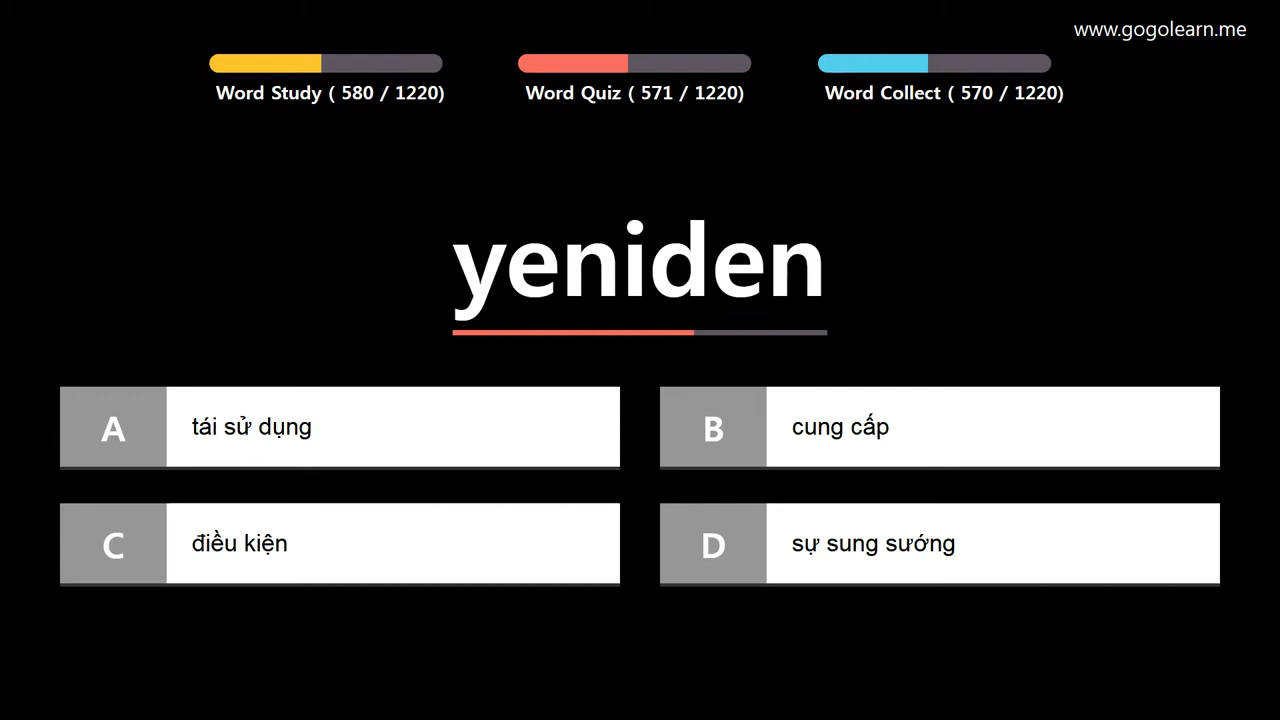 www.gogolearn.me
Word Study ( 580 / 1220)
Word Quiz ( 571 / 1220)
Word Collect ( 570 / 1220)
yeniden
A tái sử dụng
B cung cấp
C điều kiện
D sự sung sướng